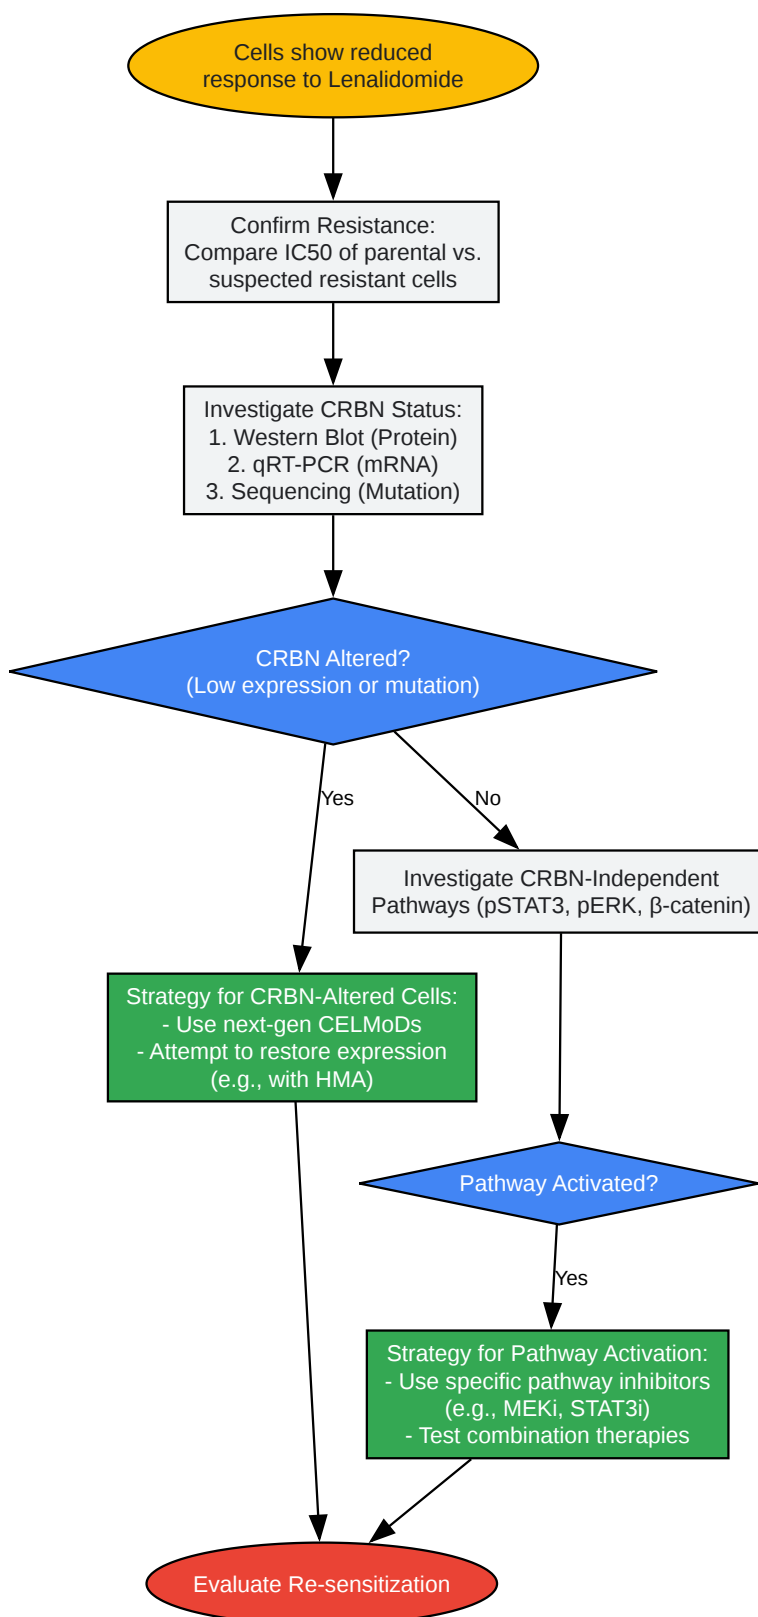 Cells show reduced
response to Lenalidomide
Confirm Resistance:
Compare IC50 of parental vs.
suspected resistant cells
Investigate CRBN Status:
1. Western Blot (Protein)
2. qRT-PCR (mRNA)
3. Sequencing (Mutation)
CRBN Altered?
(Low expression or mutation)
Yes
No
Investigate CRBN-Independent
Pathways (pSTAT3, pERK, β-catenin)
Strategy for CRBN-Altered Cells:
- Use next-gen CELMoDs
- Attempt to restore expression
(e.g., with HMA)
Pathway Activated?
Yes
Strategy for Pathway Activation:
- Use specific pathway inhibitors
(e.g., MEKi, STAT3i)
- Test combination therapies
Evaluate Re-sensitization